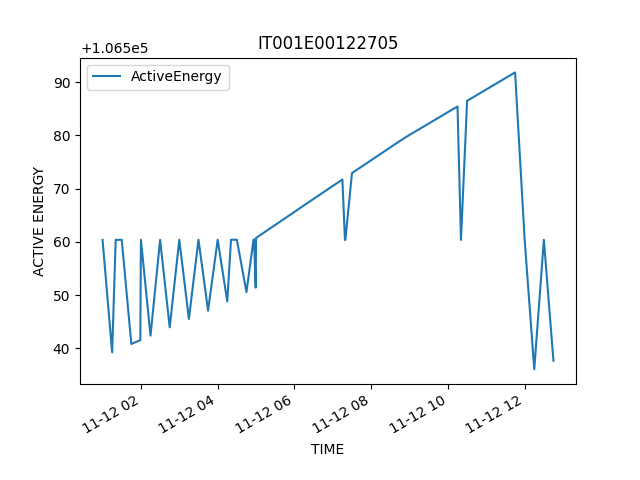 IT001E00122705
+1.065e5
ActiveEnergy
90
80
70
60
50
40
ACTIVE ENERGY
11-12 02
11-12 04
11-12 06
11-12 08
11-12 10
11-12 12
TIME